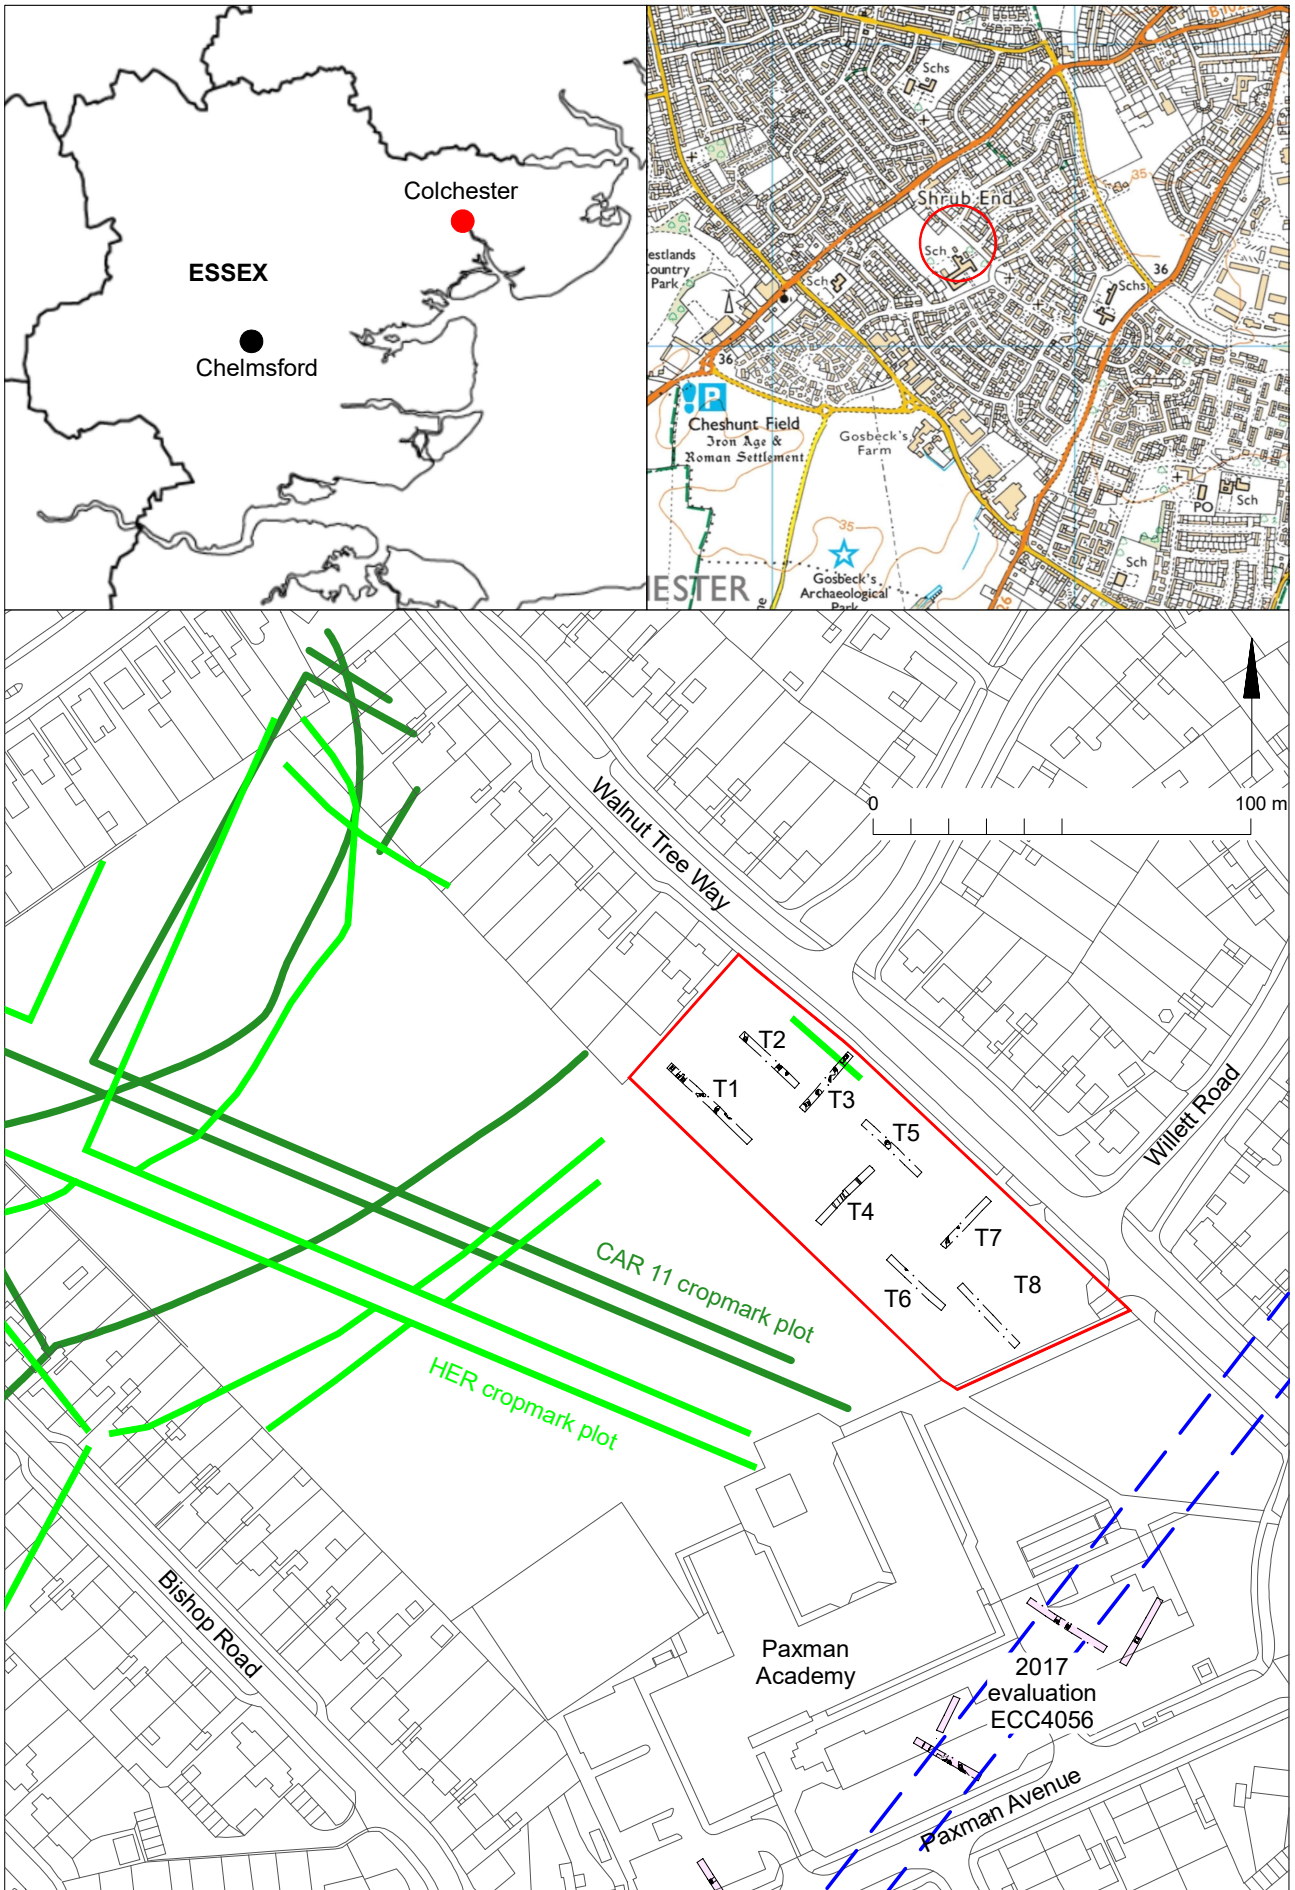 Colchester
ESSEX
Chelmsford
Schs
35
Shrub End
Sch
estlands
Country
Park
Sch
36
Schs
36
P
Cheshunt Field
Iron Age &
Roman Settlement
Gosbeck's
Farm
PO
Sch
35
35
Sch
Gosbeck's
Archaeological
Park
ESTER
26
0
100 m
Walnut Tree Way
T2
T1
T3
T5
Willett Road
T4
T7
T8
T6
CAR 11 cropmark plot
HER cropmark plot
Bishop Road
Paxman
Academy
2017
evaluation
ECC4056
Paxman Avenue